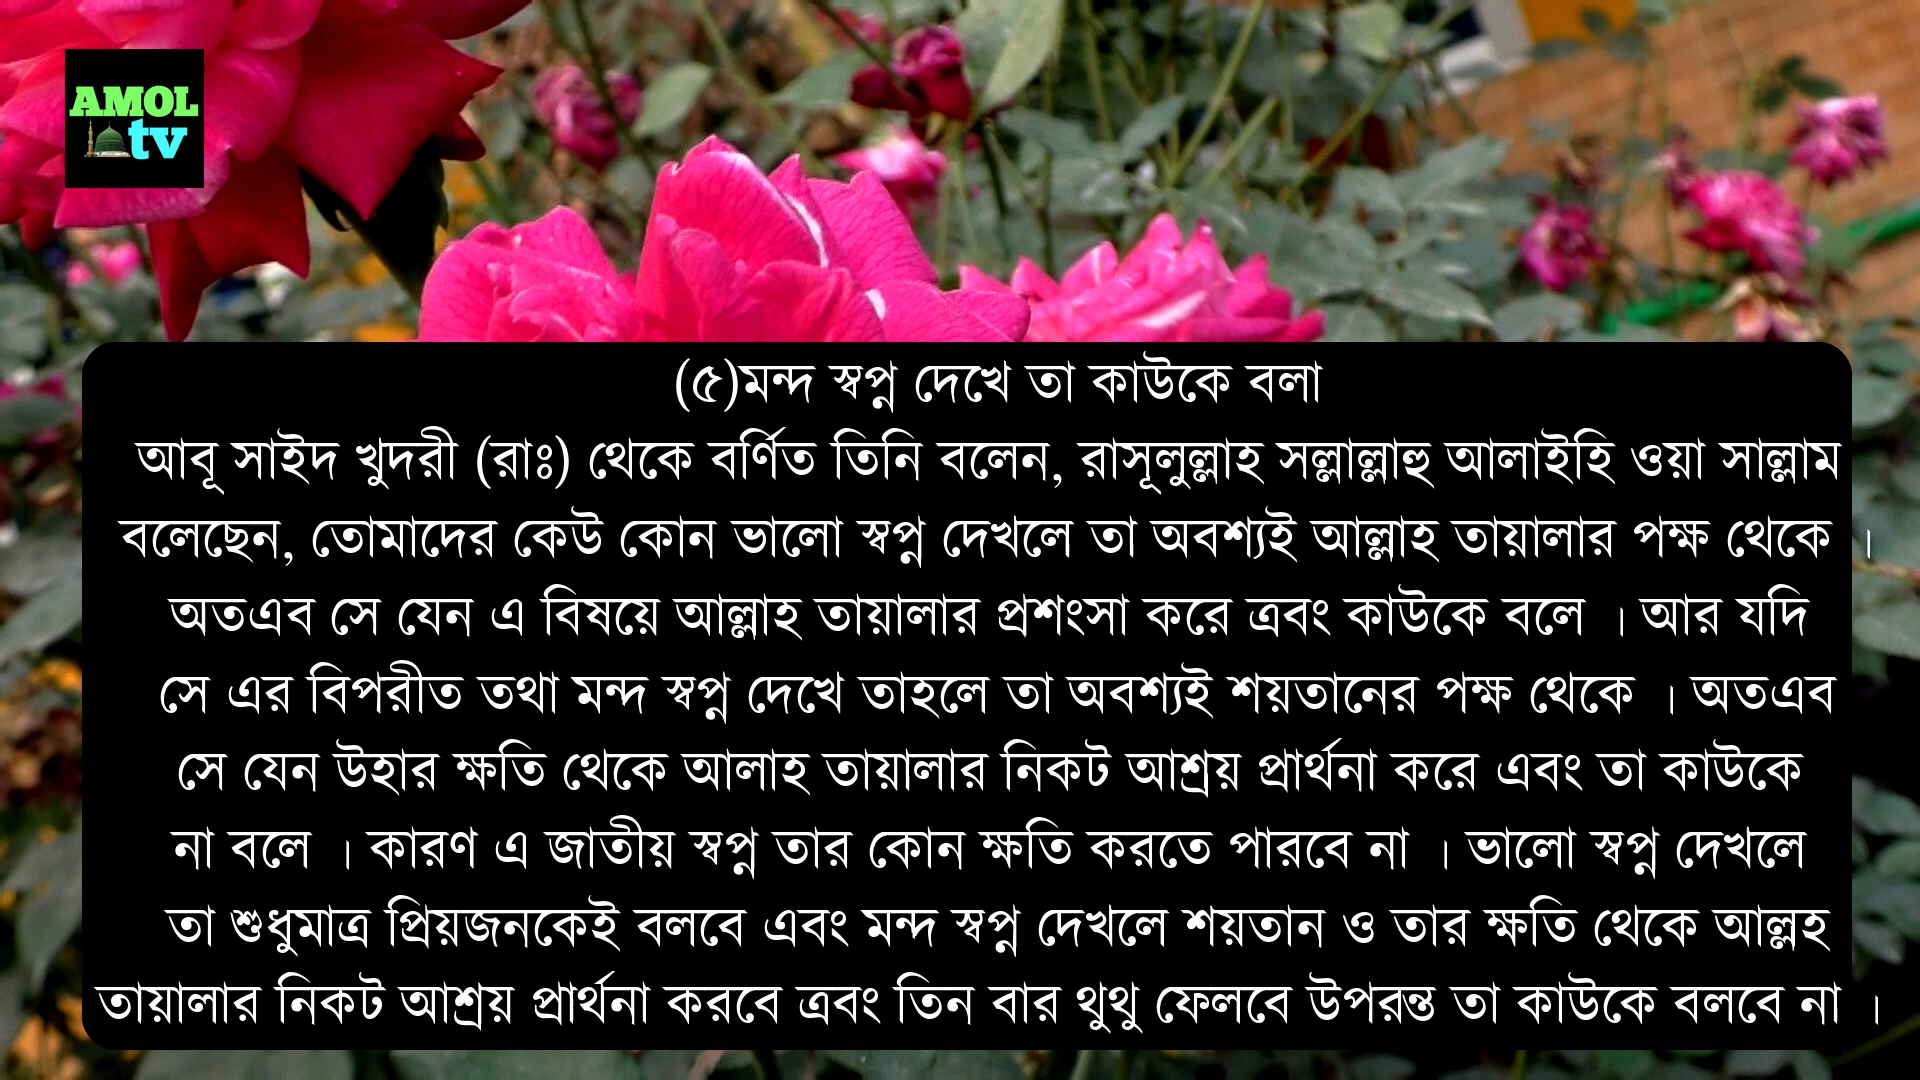 AMOL
tv
(৫)মন্দ স্বপ্ন দেখে তা কাউকে বলা
আবূ সাইদ খুদরী (রাঃ) থেকে বর্ণিত তিনি বলেন, রাসূলুল্লাহ সল্লাল্লাহু আলাইহি ওয়া সাল্লাম
বলেছেন, তোমাদের কেউ কোন ভালো স্বপ্ন দেখলে তা অবশ্যই আল্লাহ তায়ালার পক্ষ থেকে ।
অতএব সে যেন এ বিষয়ে আল্লাহ তায়ালার প্রশংসা করে ত্রবং কাউকে বলে । আর যদি
সে এর বিপরীত তথা মন্দ স্বপ্ন দেখে তাহলে তা অবশ্যই শয়তানের পক্ষ থেকে । অতএব
সে যেন উহার ক্ষতি থেকে আলাহ তায়ালার নিকট আশ্রয় প্রার্থনা করে এবং তা কাউকে
না বলে । কারণ এ জাতীয় স্বপ্ন তার কোন ক্ষতি করতে পারবে না । ভালো স্বপ্ন দেখলে
তা শুধুমাত্র প্রিয়জনকেই বলবে এবং মন্দ স্বপ্ন দেখলে শয়তান ও তার ক্ষতি থেকে আল্লহ
তায়ালার নিকট আশ্রয় প্রার্থনা করবে ত্রবং তিন বার থুথু ফেলবে উপরন্ত তা কাউকে বলবে না ।